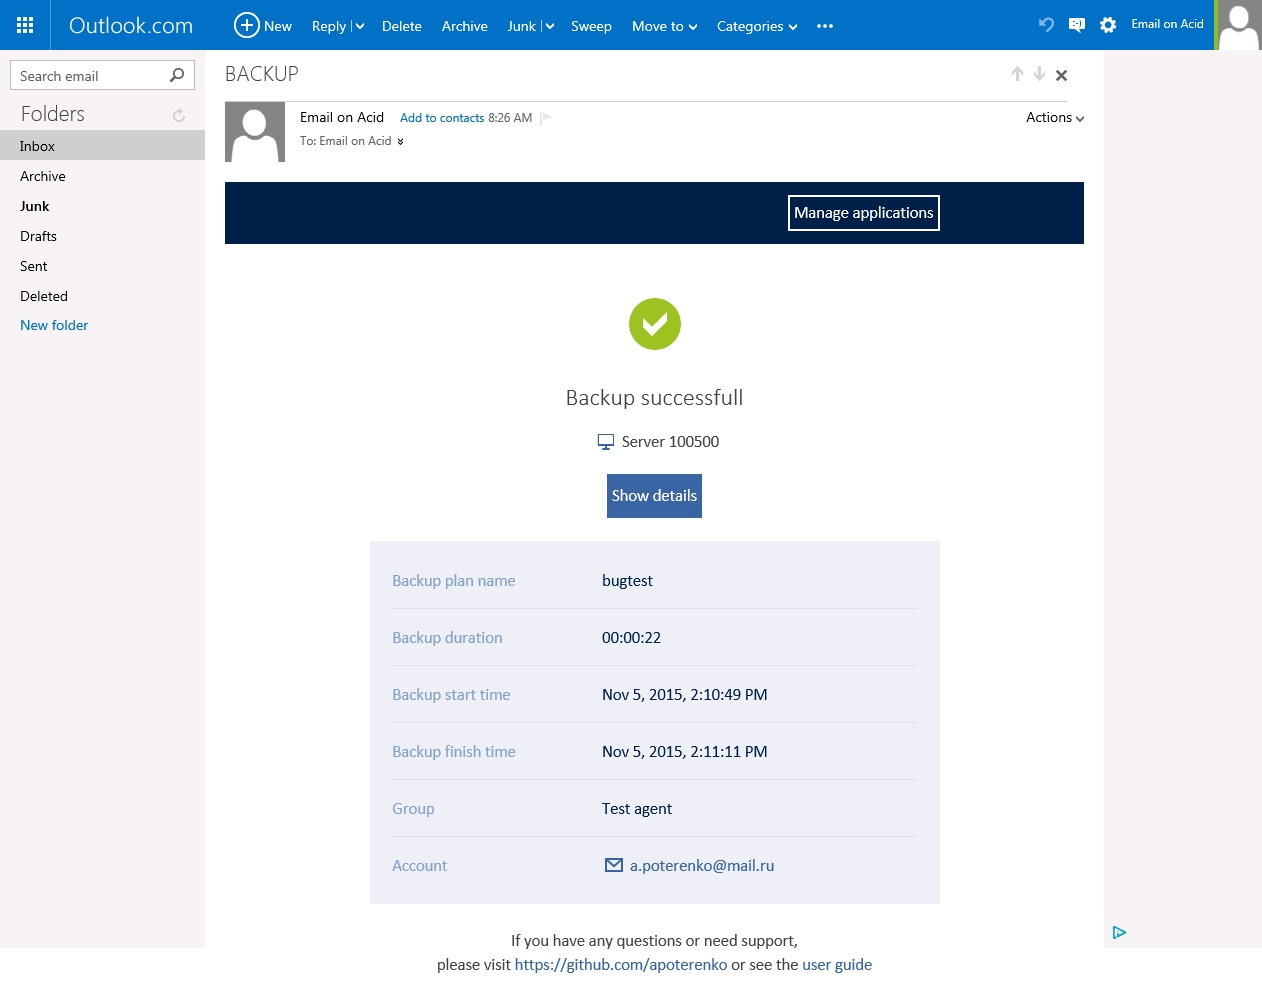 Outlook.com New Reply Delete Archive Junk Sweep Move to Categories ••• Email on Acid
Search email
Folders
Inbox
Archive
Junk
Drafts
Sent
Deleted
New folder
BACKUP
Email on Acid Add to contacts 8:26 AM Actions
To: Email on Acid
Manage applications
Backup successfull
Server 100500
Show details
Backup plan name bugtest
Backup duration 00:00:22
Backup start time Nov 5, 2015, 2:10:49 PM
Backup finish time Nov 5, 2015, 2:11:11 PM
Group Test agent
Account a.poterenko@mail.ru
If you have any questions or need support,
please visit https://github.com/apoterenko or see the user guide